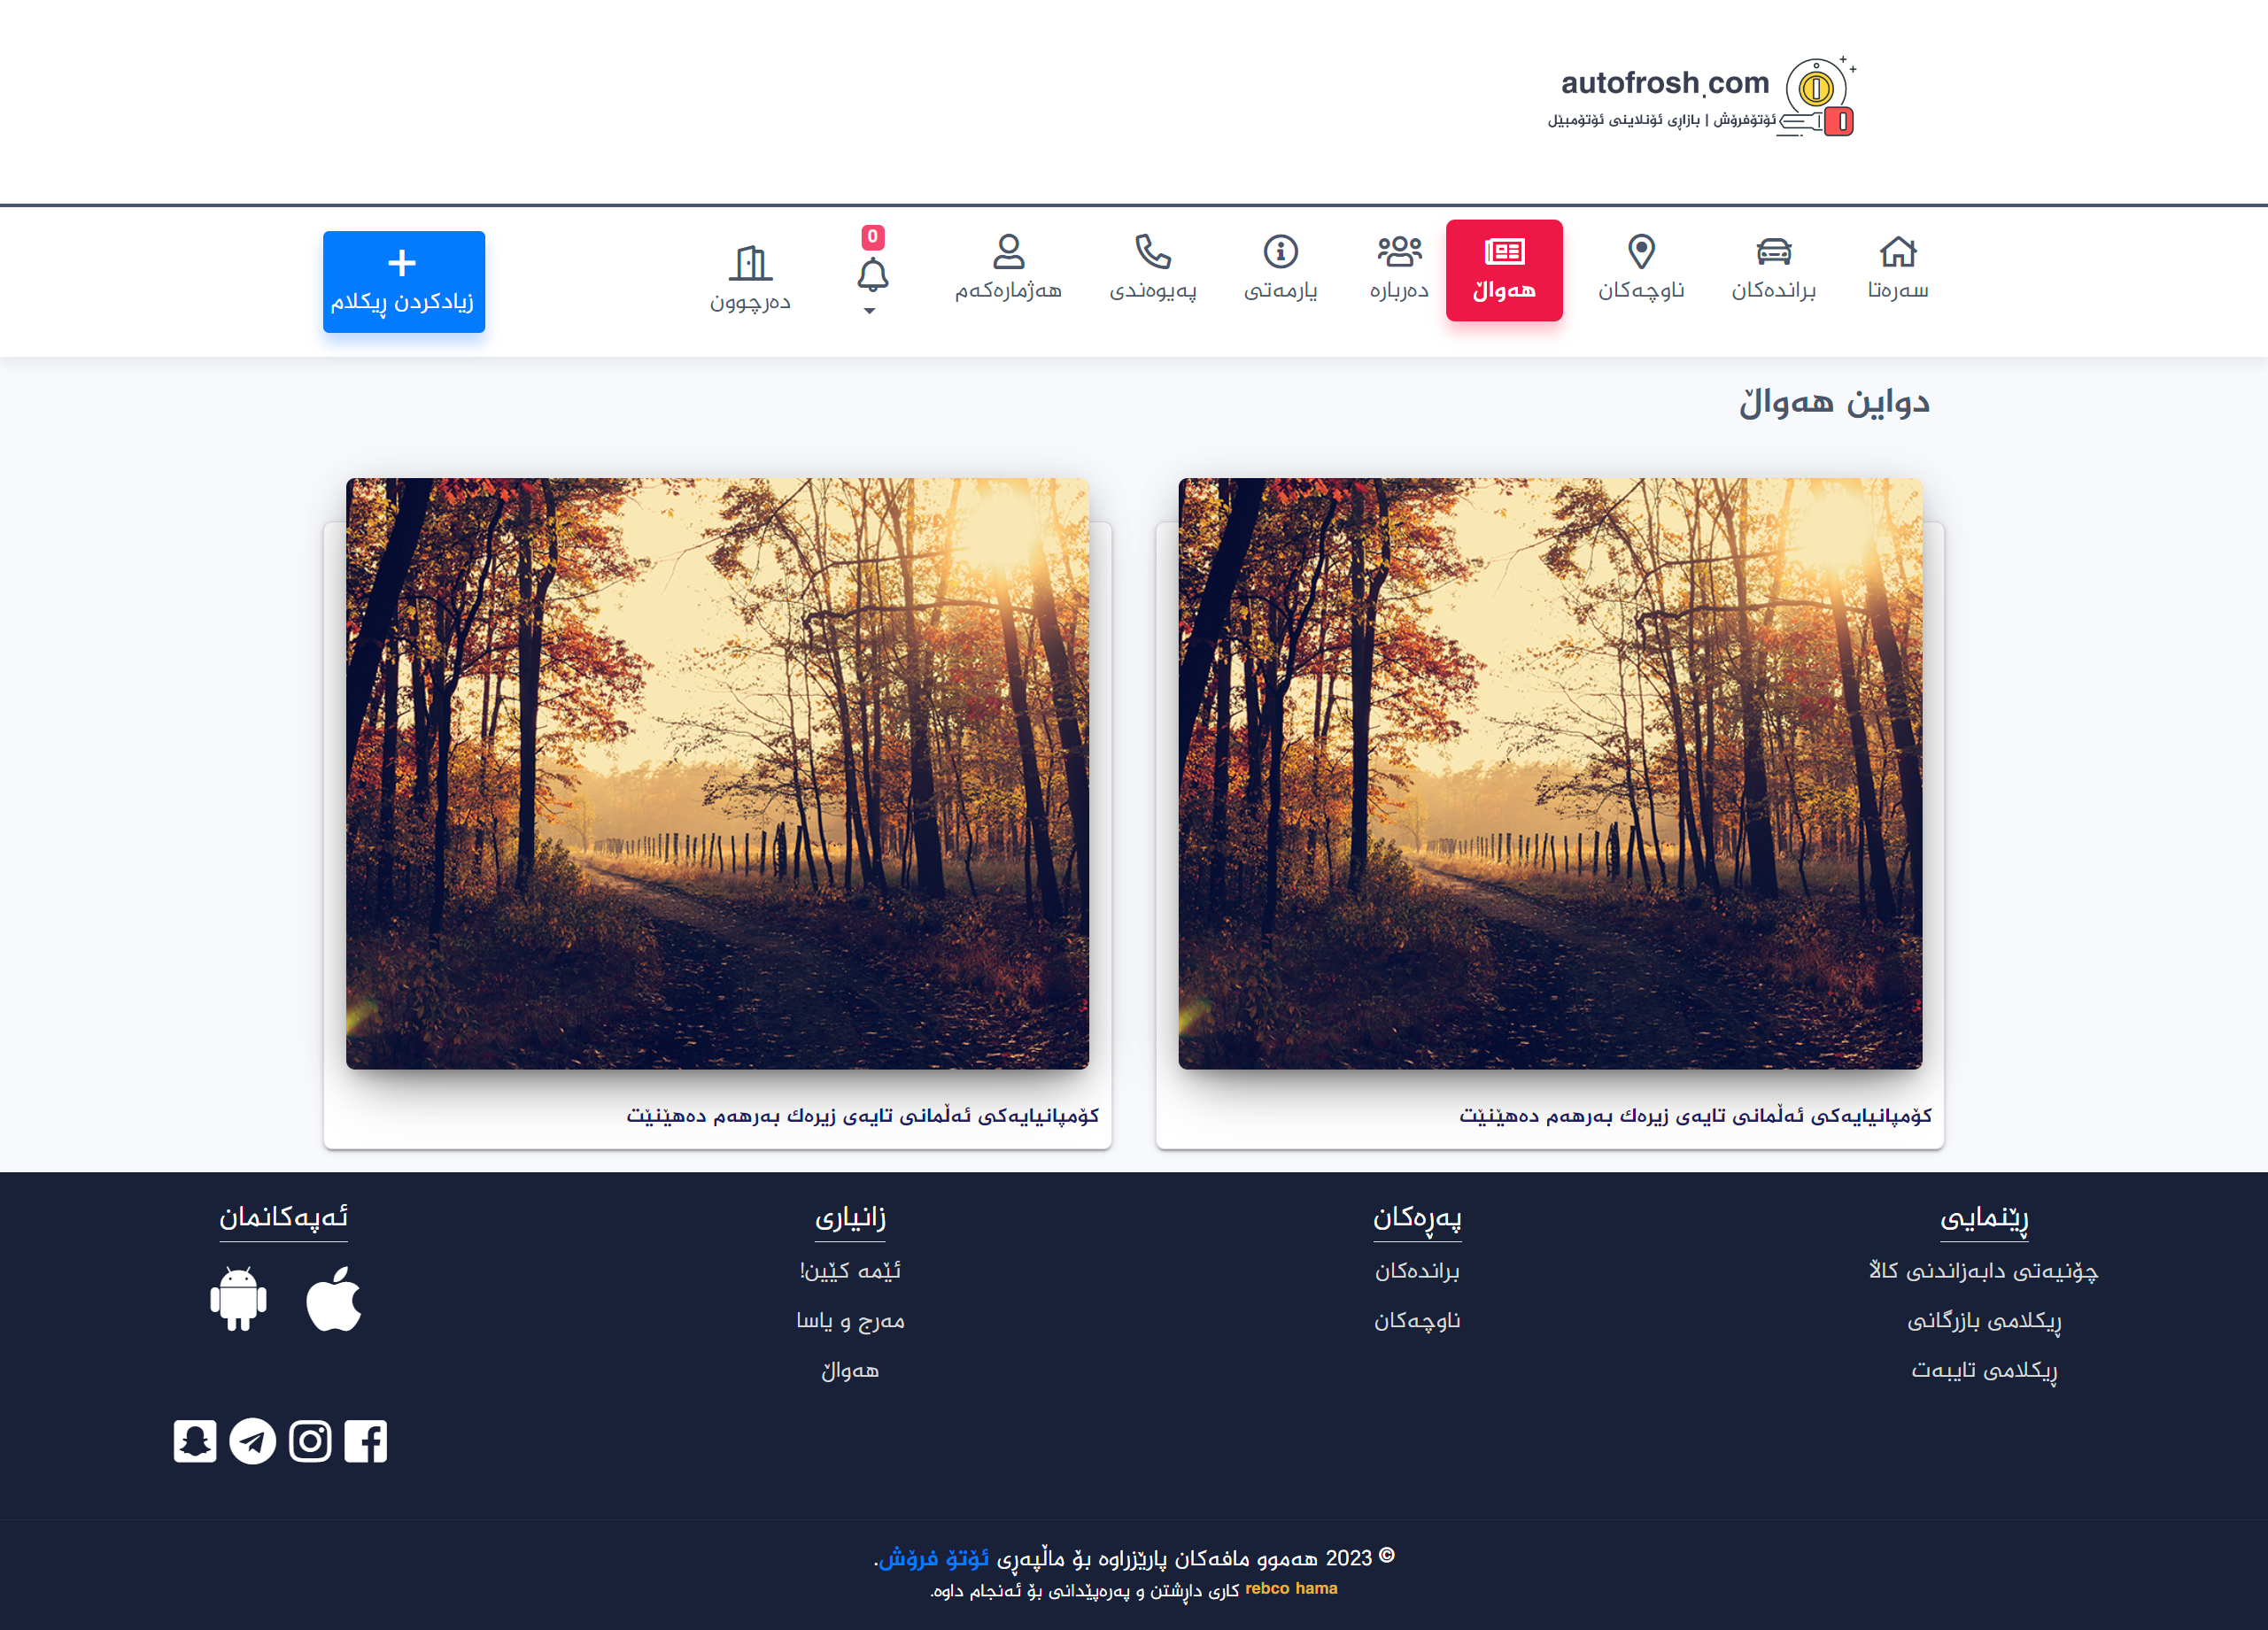 autofrosh.com
ئۆتۆفرۆش | بازاڕی ئۆنلاینی ئۆتۆمبێل
سەرەتا
براندەکان
ناوچەکان
هەواڵ
دەربارە
یارمەتی
پەیوەندی
هەژمارەکەم
0
دەرچوون
زیادکردن ڕیکلام
دواین هەواڵ
کۆمپانیایەکی ئەڵمانی تایەی زیرەك بەرهەم دەهێنێت
کۆمپانیایەکی ئەڵمانی تایەی زیرەك بەرهەم دەهێنێت
ڕێنمایی
چۆنیەتی دابەزاندنی کاڵا
ڕیکلامی بازرگانی
ڕیکلامی تایبەت
پەڕەکان
براندەکان
ناوچەکان
زانیاری
ئێمە کێین!
مەرج و یاسا
هەواڵ
ئەپەکانمان
© 2023 هەموو مافەکان پارێزراوە بۆ ماڵپەڕی ئۆتۆ فرۆش.
rebco hama کاری داڕشتن و پەرەپێدانی بۆ ئەنجام داوە.